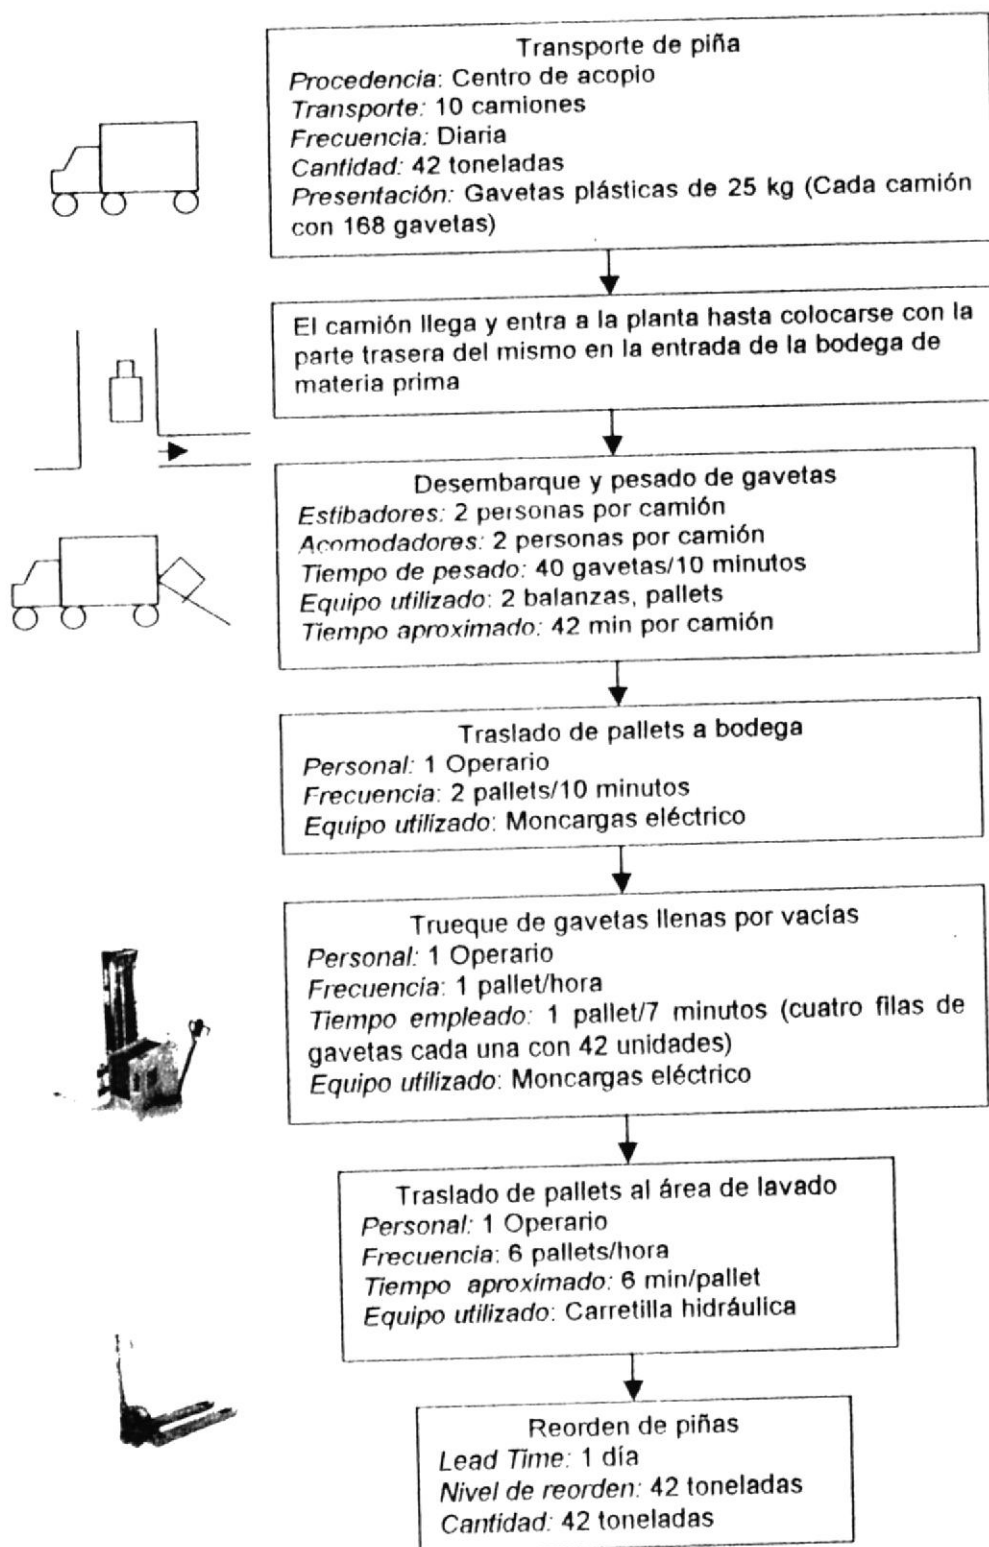 Transporte de piña
Procedencia: Centro de acopio
Transporte: 10 camiones
Frecuencia: Diaria
Cantidad: 42 toneladas
Presentación: Gavetas plásticas de 25 kg (Cada camión
con 168 gavetas)
El camión llega y entra a la planta hasta colocarse con la
parte trasera del mismo en la entrada de la bodega de
materia prima
Desembarque y pesado de gavetas
Estibadores: 2 personas por camión
Acomodadores: 2 personas por camión
Tiempo de pesado: 40 gavetas/10 minutos
Equipo utilizado: 2 balanzas, pallets
Tiempo aproximado: 42 min por camión
Traslado de pallets a bodega
Personal: 1 Operario
Frecuencia: 2 pallets/10 minutos
Equipo utilizado: Moncargas eléctrico
Trueque de gavetas llenas por vacías
Personal: 1 Operario
Frecuencia: 1 pallet/hora
Tiempo empleado: 1 pallet/7 minutos (cuatro filas de
gavetas cada una con 42 unidades)
Equipo utilizado: Moncargas eléctrico
Traslado de pallets al área de lavado
Personal: 1 Operario
Frecuencia: 6 pallets/hora
Tiempo aproximado: 6 min/pallet
Equipo utilizado: Carretilla hidráulica
Reorden de piñas
Lead Time: 1 día
Nivel de reorden: 42 toneladas
Cantidad: 42 toneladas